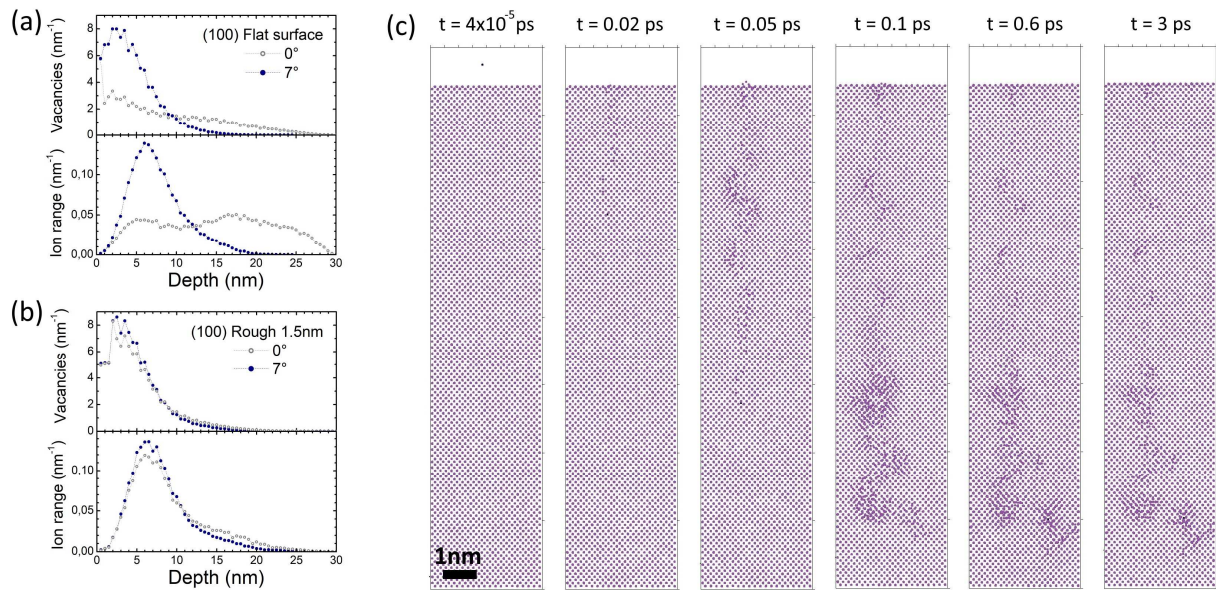 (a)
(100) Flat surface
0°
7°
Vacancies (nm⁻¹)
8
6
4
2
0
Ion range (nm⁻¹)
0,10
0,05
0,00
0 5 10 15 20 25 30
Depth (nm)
(b)
(100) Rough 1.5nm
0°
7°
Vacancies (nm⁻¹)
8
6
4
2
0
Ion range (nm⁻¹)
0,10
0,05
0,00
0 5 10 15 20 25 30
Depth (nm)
(c)
t = 4x10⁻⁵ ps t = 0.02 ps t = 0.05 ps t = 0.1 ps t = 0.6 ps t = 3 ps
1nm